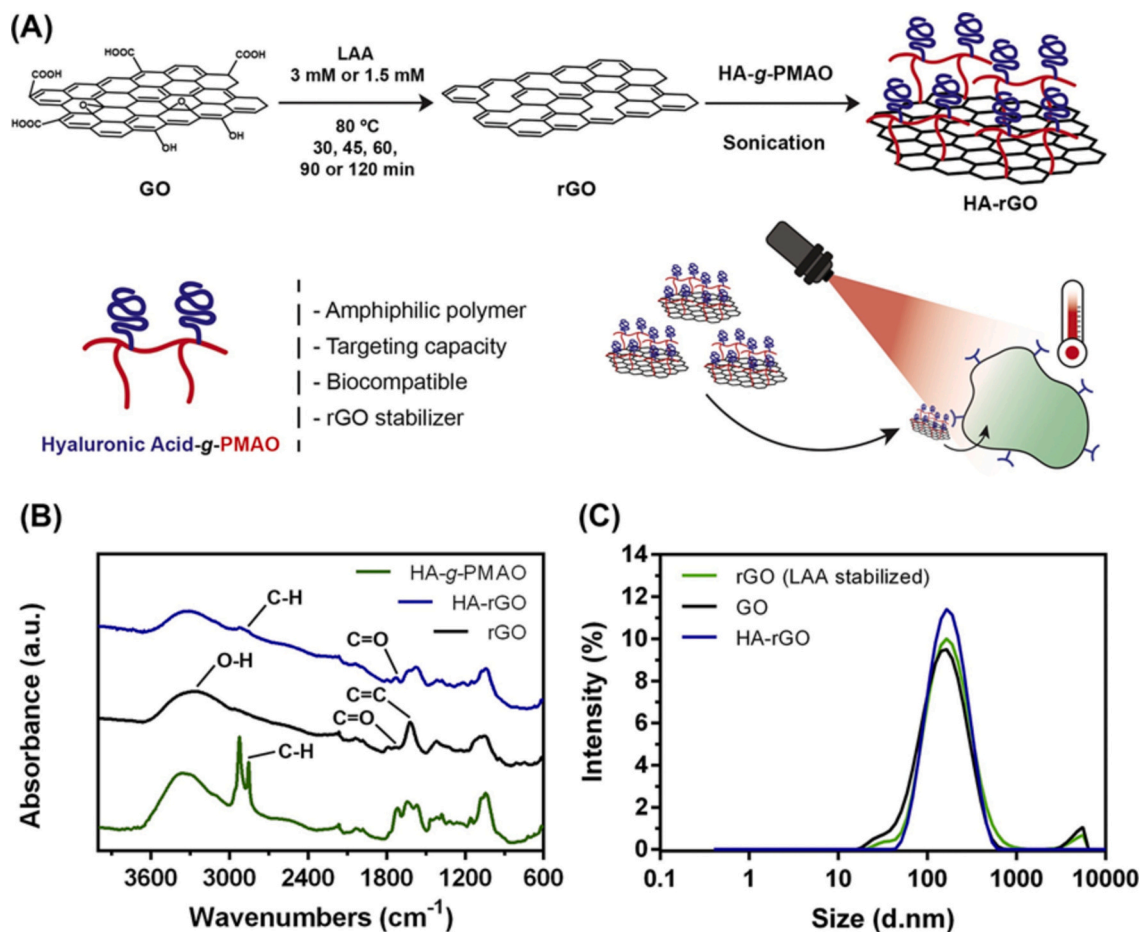 (A)
HOOC
COOH
COOH
HOOC
O
O
OH
OH
GO
LAA
3 mM or 1.5 mM
80 ºC
30, 45, 60,
90 or 120 min
rGO
HA-g-PMAO
Sonication
HA-rGO
Hyaluronic Acid-g-PMAO
- Amphiphilic polymer
- Targeting capacity
- Biocompatible
- rGO stabilizer
(B)
Absorbance (a.u.)
HA-g-PMAO
HA-rGO
rGO
C-H
C=O
O-H
C=C
C=O
C-H
3600 3000 2400 1800 1200 600
Wavenumbers (cm⁻¹)
(C)
Intensity (%)
14
12
10
8
6
4
2
0
rGO (LAA stabilized)
GO
HA-rGO
0.1 1 10 100 1000 10000
Size (d.nm)